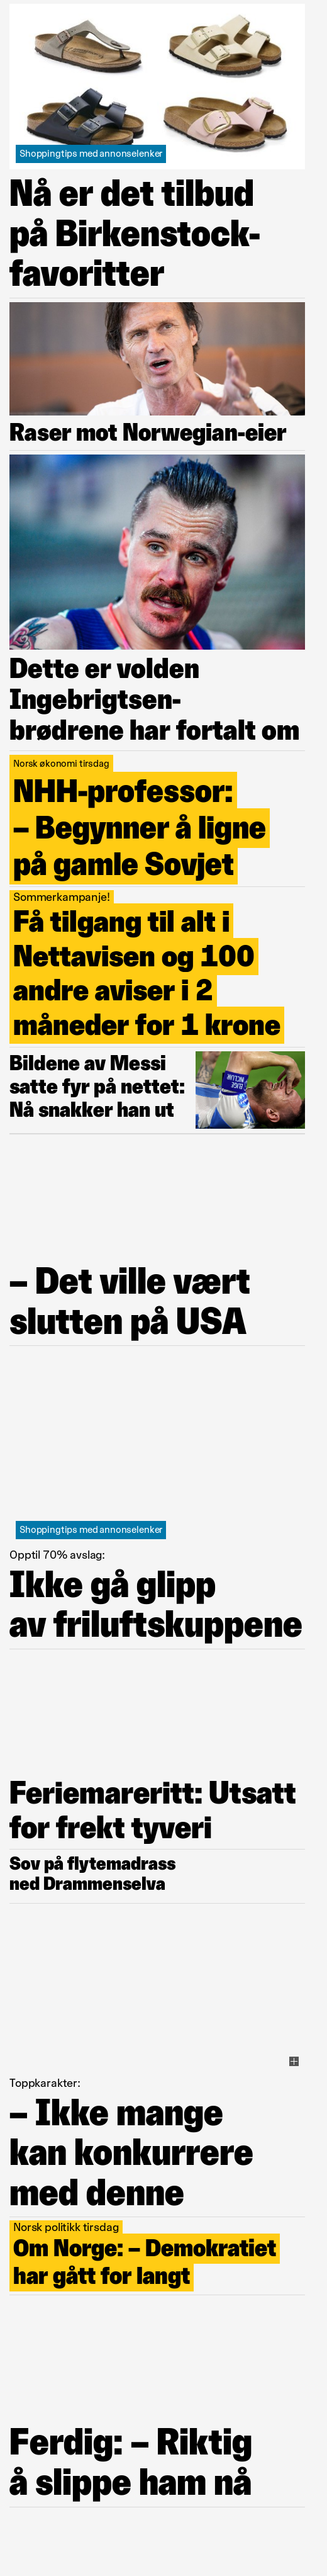 Shoppingtips med annonselenker
Nå er det tilbud
på Birkenstock-
favoritter
Raser mot Norwegian-eier
Dette er volden
Ingebrigtsen-
brødrene har fortalt om
Norsk økonomi tirsdag
NHH-professor:
– Begynner å ligne
på gamle Sovjet
Sommerkampanje!
Få tilgang til alt i
Nettavisen og 100
andre aviser i 2
måneder for 1 krone
Bildene av Messi
satte fyr på nettet:
Nå snakker han ut
– Det ville vært
slutten på USA
Shoppingtips med annonselenker
Opptil 70% avslag:
Ikke gå glipp
av friluftskuppene
Feriemareritt: Utsatt
for frekt tyveri
Sov på flytemadrass
ned Drammenselva
Toppkarakter:
– Ikke mange
kan konkurrere
med denne
Norsk politikk tirsdag
Om Norge: – Demokratiet
har gått for langt
Ferdig: – Riktig
å slippe ham nå